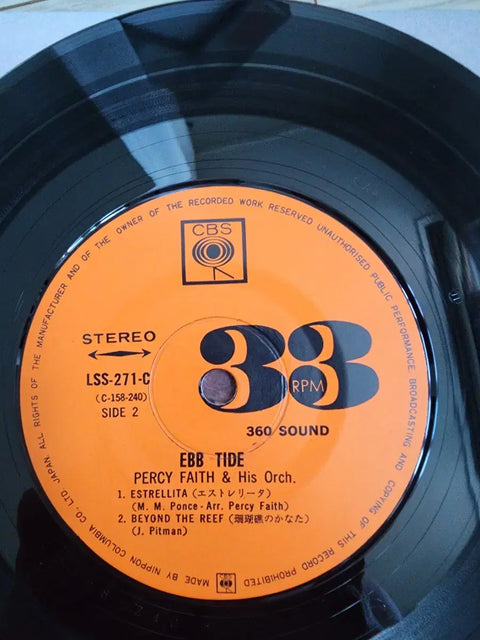 ALL RIGHTS OF THE MANUFACTURER AND OF THE OWNER OF THE RECORDED WORK RESERVED UNAUTHORISED PUBLIC PERFORMANCE, BROADCASTING AND COPYING OF THIS RECORD PROHIBITED
CBS
STEREO
33
RPM
LSS-271-C
(C-158-240)
SIDE 2
360 SOUND
EBB TIDE
PERCY FAITH & His Orch.
1. ESTRELLITA (エストレリータ)
(M. M. Ponce-Arr. Percy Faith)
2. BEYOND THE REEF (珊瑚礁のかなた)
(J. Pitman)
MADE BY NIPPON COLUMBIA CO. LTD. JAPAN.